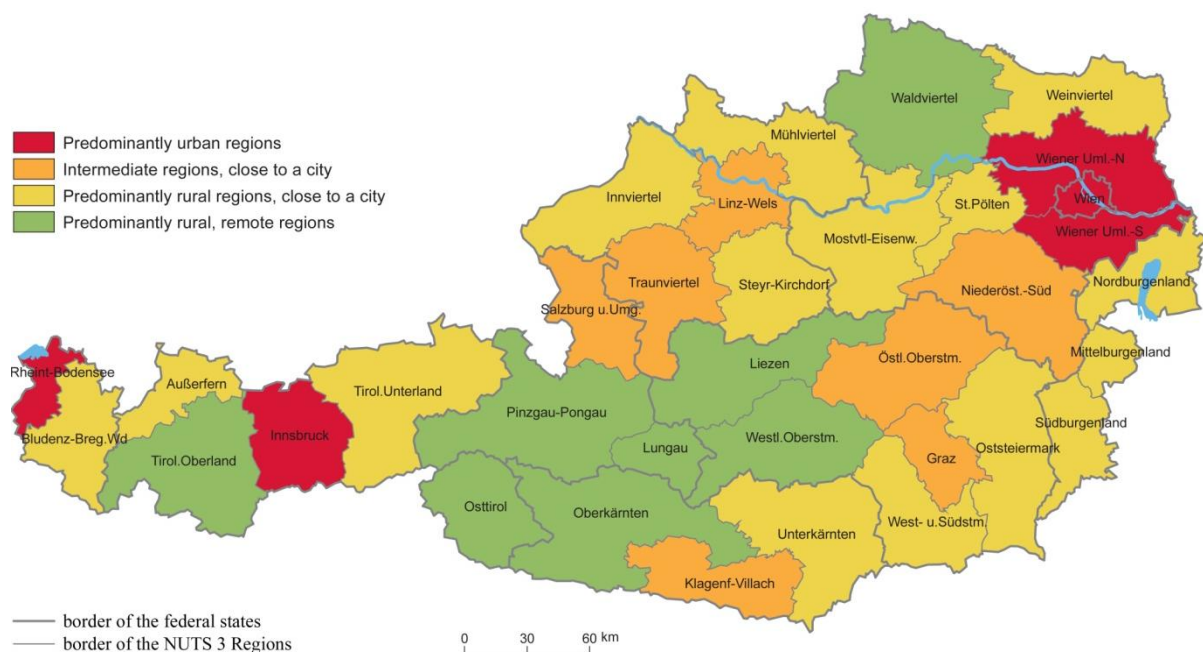 Predominantly urban regions
Intermediate regions, close to a city
Predominantly rural regions, close to a city
Predominantly rural, remote regions
Waldviertel
Weinviertel
Mühlviertel
Wiener Uml.-N
Innviertel
Linz-Wels
St.Pölten
Wien
Wiener Uml.-S
Mostvtl-Eisenw.
Traunviertel
Steyr-Kirchdorf
Niederöst.-Süd
Nordburgenland
Salzburg u.Umg.
Mittelburgenland
Rheint-Bodensee
Außerfern
Tirol.Unterland
Liezen
Östl.Oberstm.
Pinzgau-Pongau
Südburgenland
Bludenz-Breg.Wd
Innsbruck
Tirol.Oberland
Lungau
Westl.Oberstm.
Graz
Oststeiermark
Osttirol
Oberkärnten
Unterkärnten
West- u.Südstm.
Klagenf-Villach
border of the federal states
border of the NUTS 3 Regions
0 30 60 km